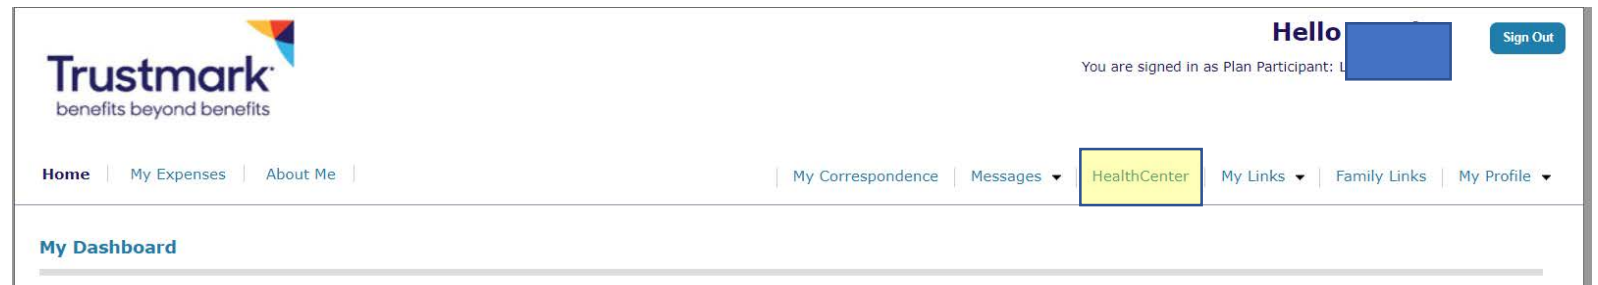 Trustmark
benefits beyond benefits
Hello
You are signed in as Plan Participant:
Sign Out
Home My Expenses About Me
My Correspondence Messages HealthCenter My Links Family Links My Profile
My Dashboard